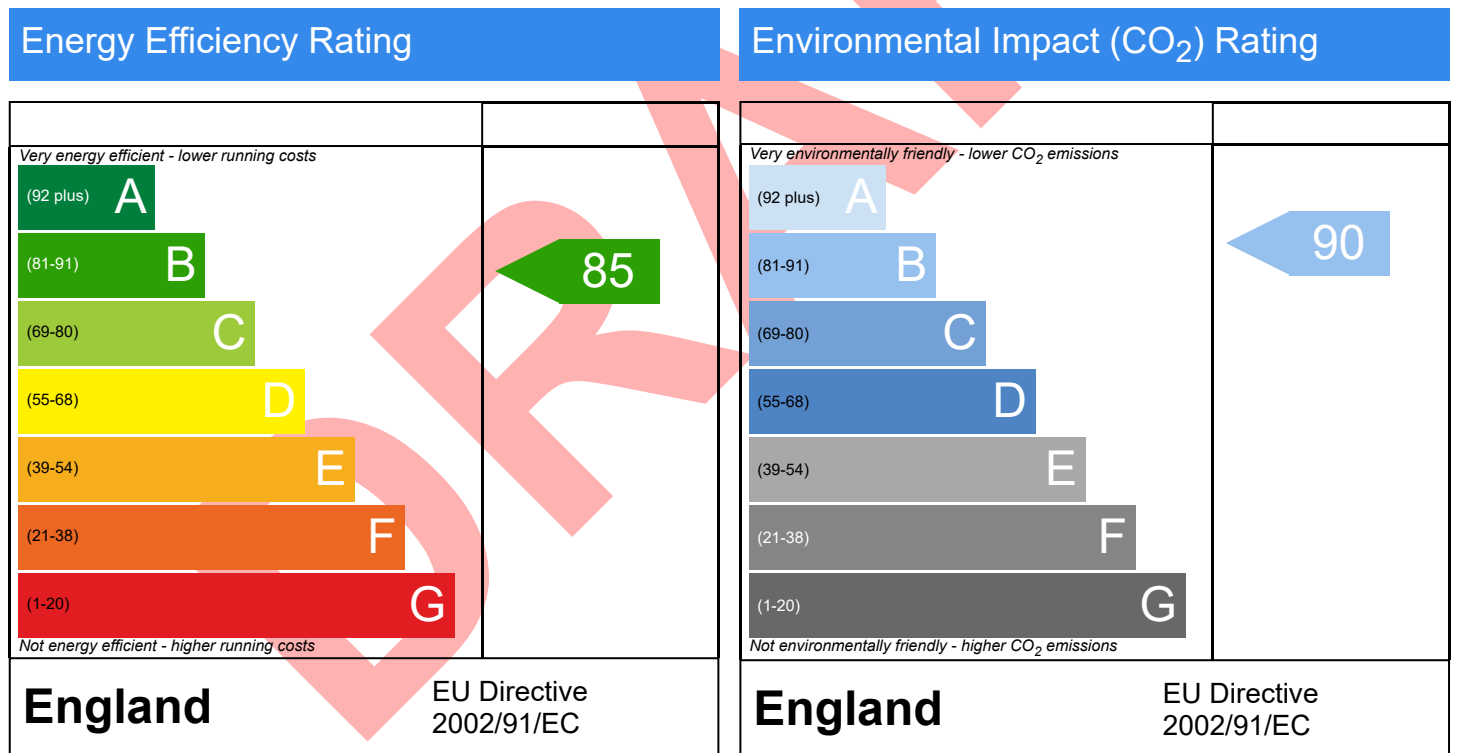 Energy Efficiency Rating
Very energy efficient - lower running costs
(92 plus) A
(81-91) B
(69-80) C
(55-68) D
(39-54) E
(21-38) F
(1-20) G
85
Not energy efficient - higher running costs
England
EU Directive
2002/91/EC
Environmental Impact (CO₂) Rating
Very environmentally friendly - lower CO₂ emissions
(92 plus) A
(81-91) B
(69-80) C
(55-68) D
(39-54) E
(21-38) F
(1-20) G
90
Not environmentally friendly - higher CO₂ emissions
England
EU Directive
2002/91/EC